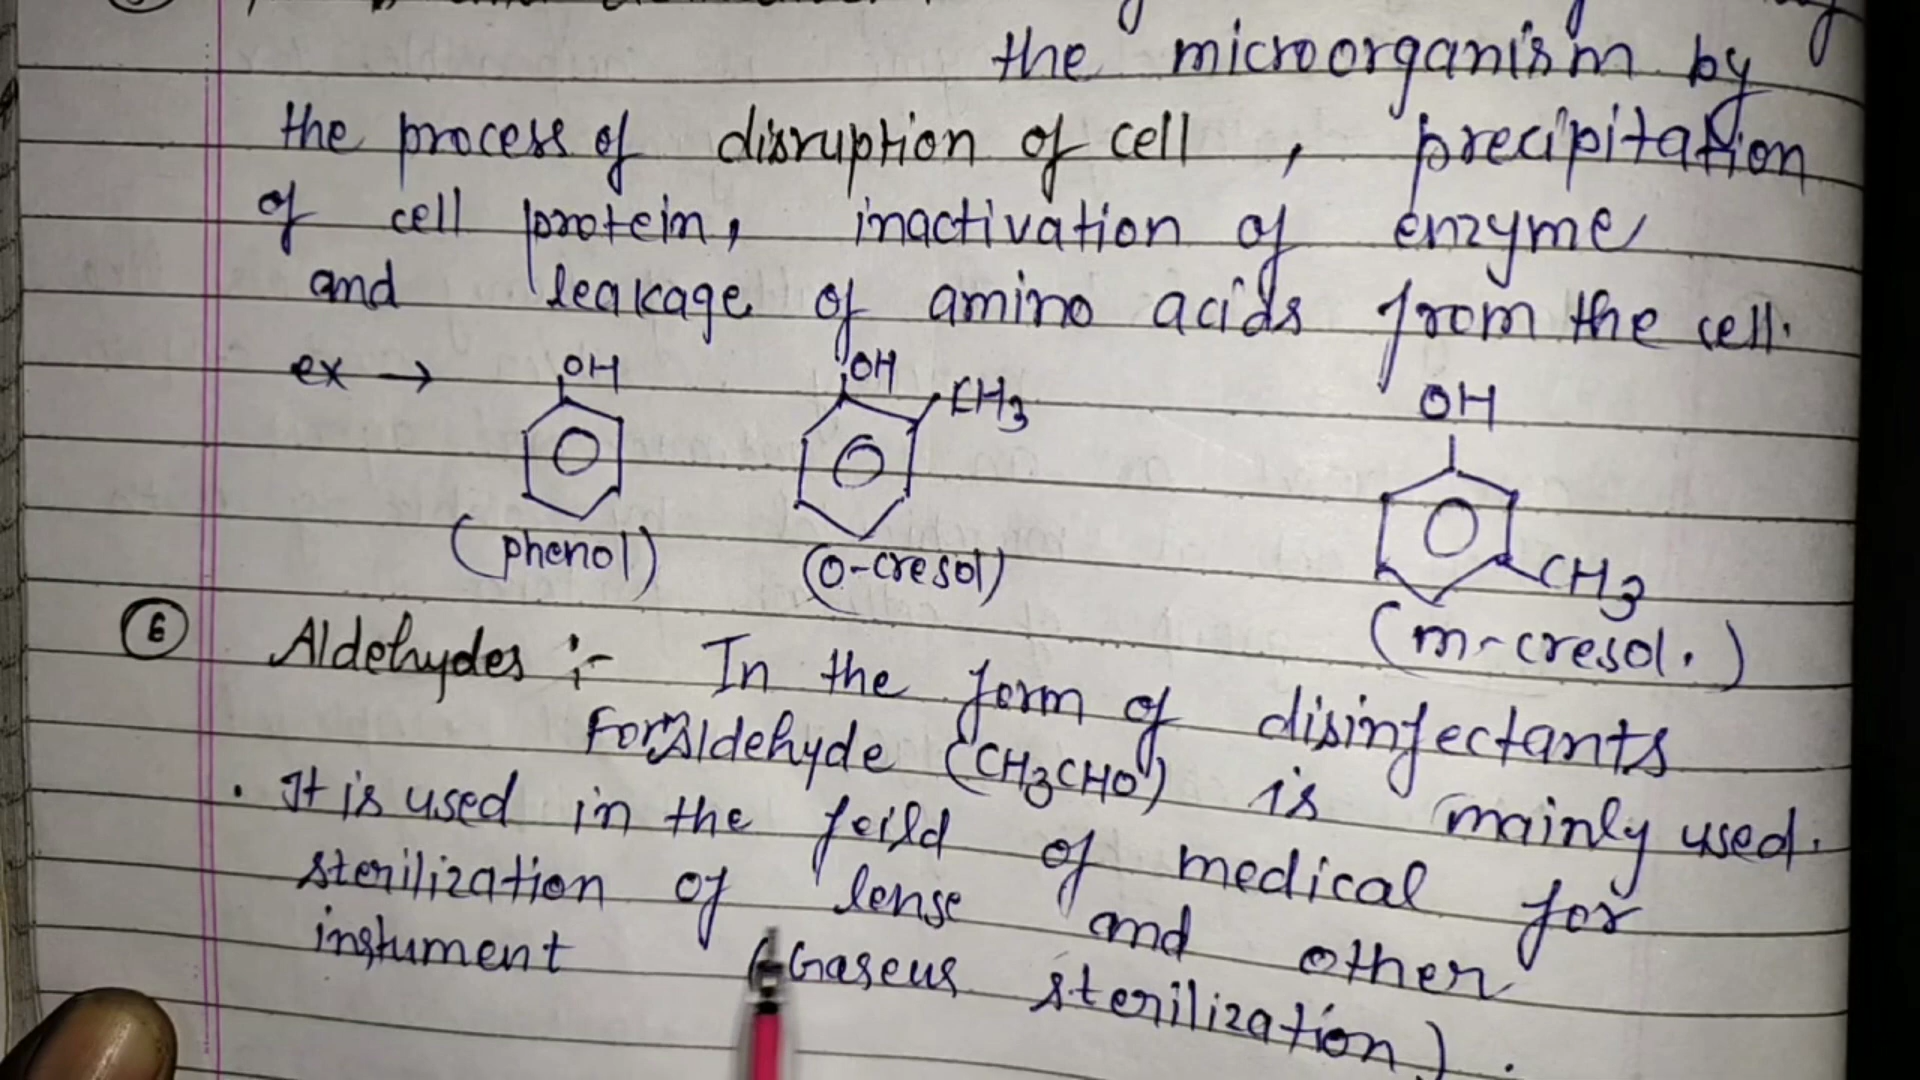 the microorganism by
the process of disruption of cell , precipitation
of cell protein, inactivation of enzyme
and leakage of amino acids from the cell.
ex → OH OH CH3 OH CH3
(phenol) (o-cresol) (m-cresol.)
6 Aldehydes :- In the form of disinfectants
Formaldehyde (CH3CHO) is mainly used.
. It is used in the feild of medical for
sterilization of lense and other
instument (Gaseus sterilization).